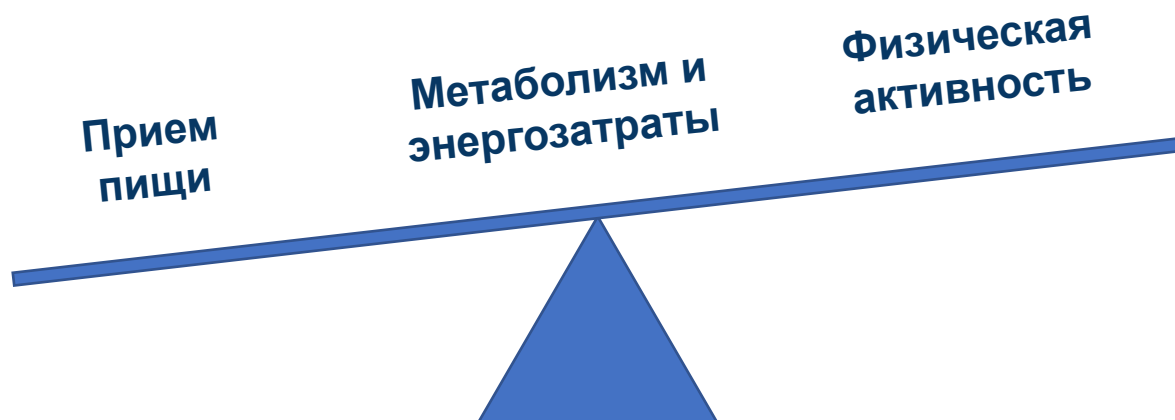 Прием
пищи
Метаболизм и
энергозатраты
Физическая
активность